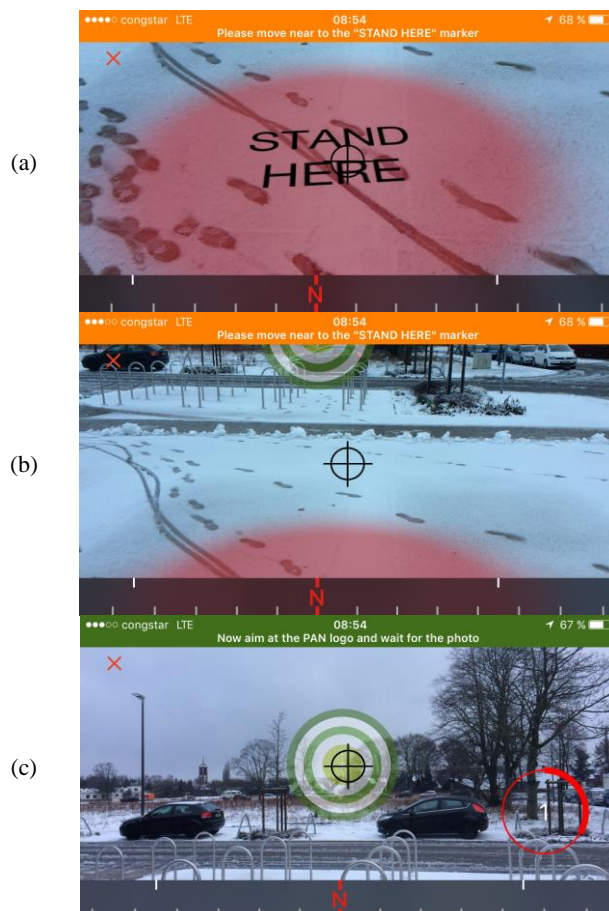 (a)
congstar LTE 08:54 68 %
Please move near to the "STAND HERE" marker
STAND
HERE
N
(b)
congstar LTE 08:54 68 %
Please move near to the "STAND HERE" marker
N
(c)
congstar LTE 08:54 67 %
Now aim at the PAN logo and wait for the photo
1
N